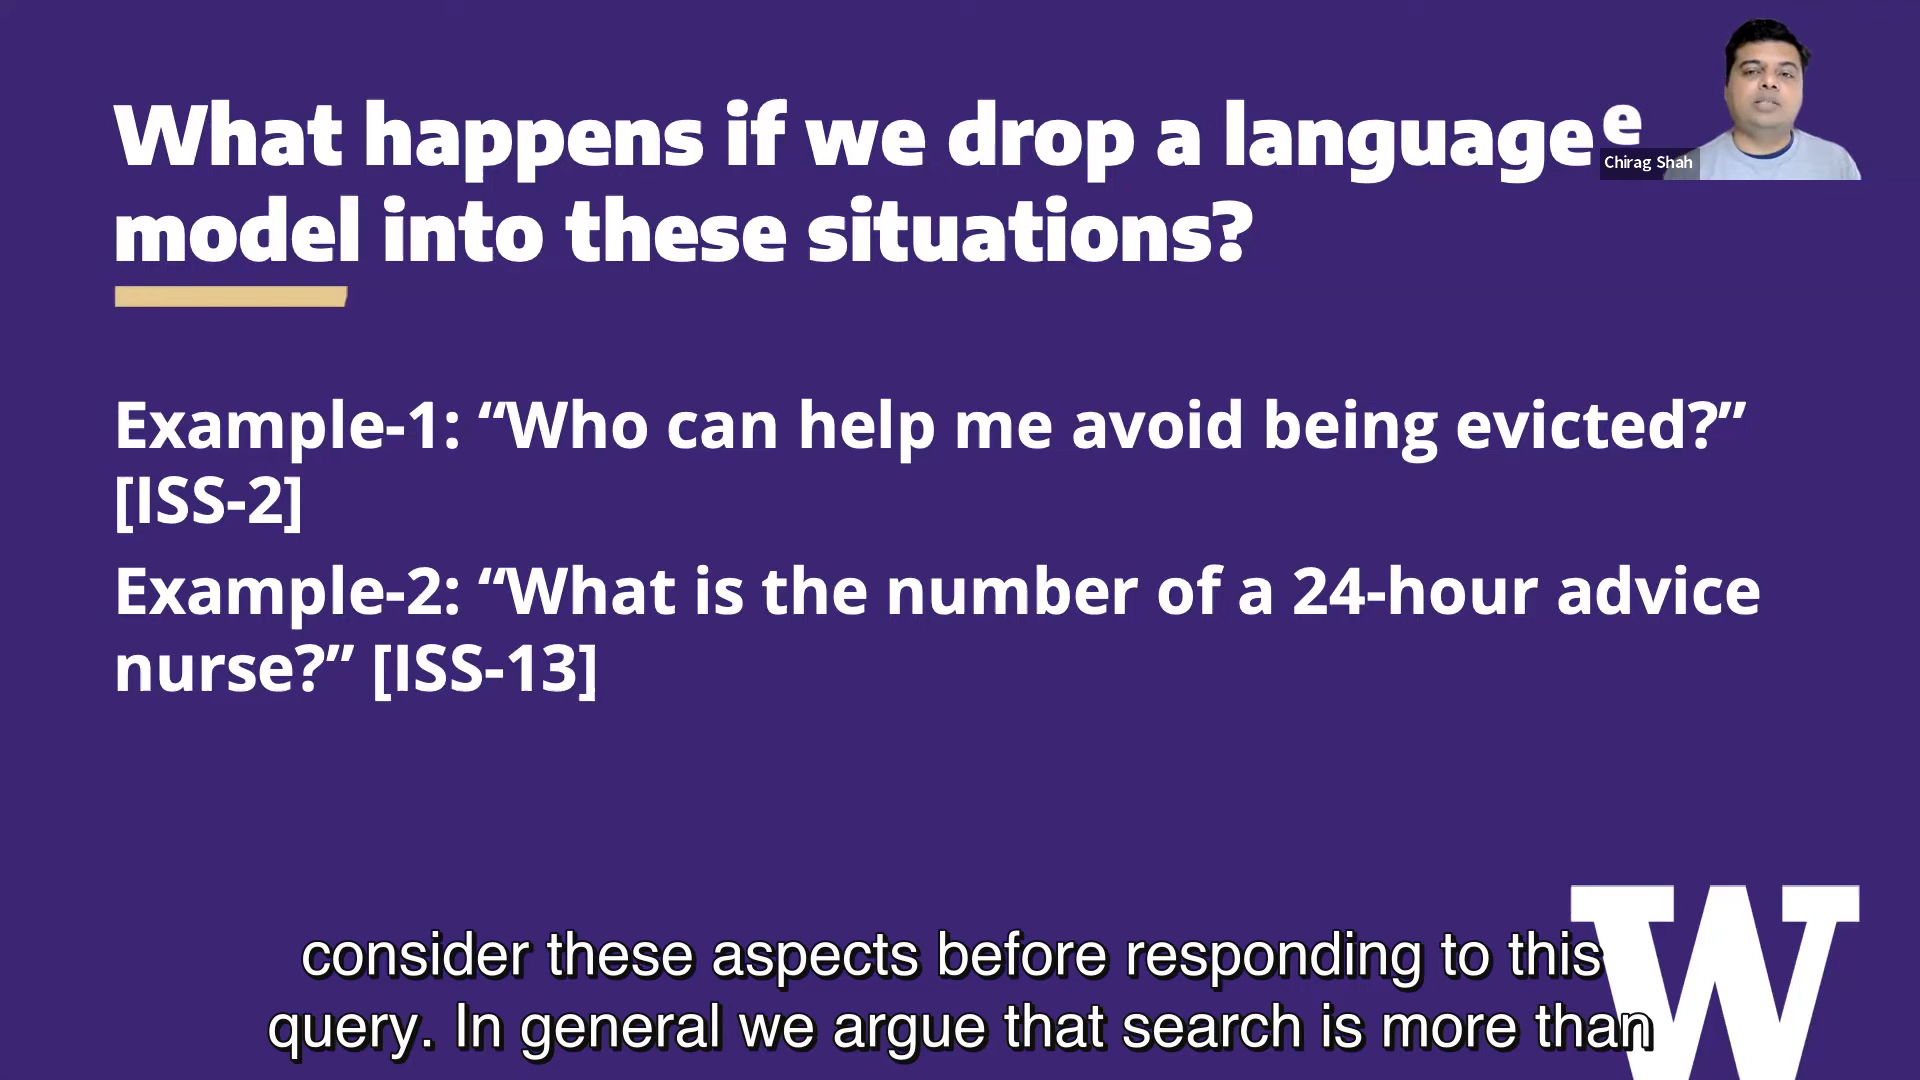 What happens if we drop a language
e
Chirag Shah
model into these situations?
Example-1: “Who can help me avoid being evicted?”
[ISS-2]
Example-2: “What is the number of a 24-hour advice
nurse?” [ISS-13]
W
consider these aspects before responding to this
query. In general we argue that search is more than